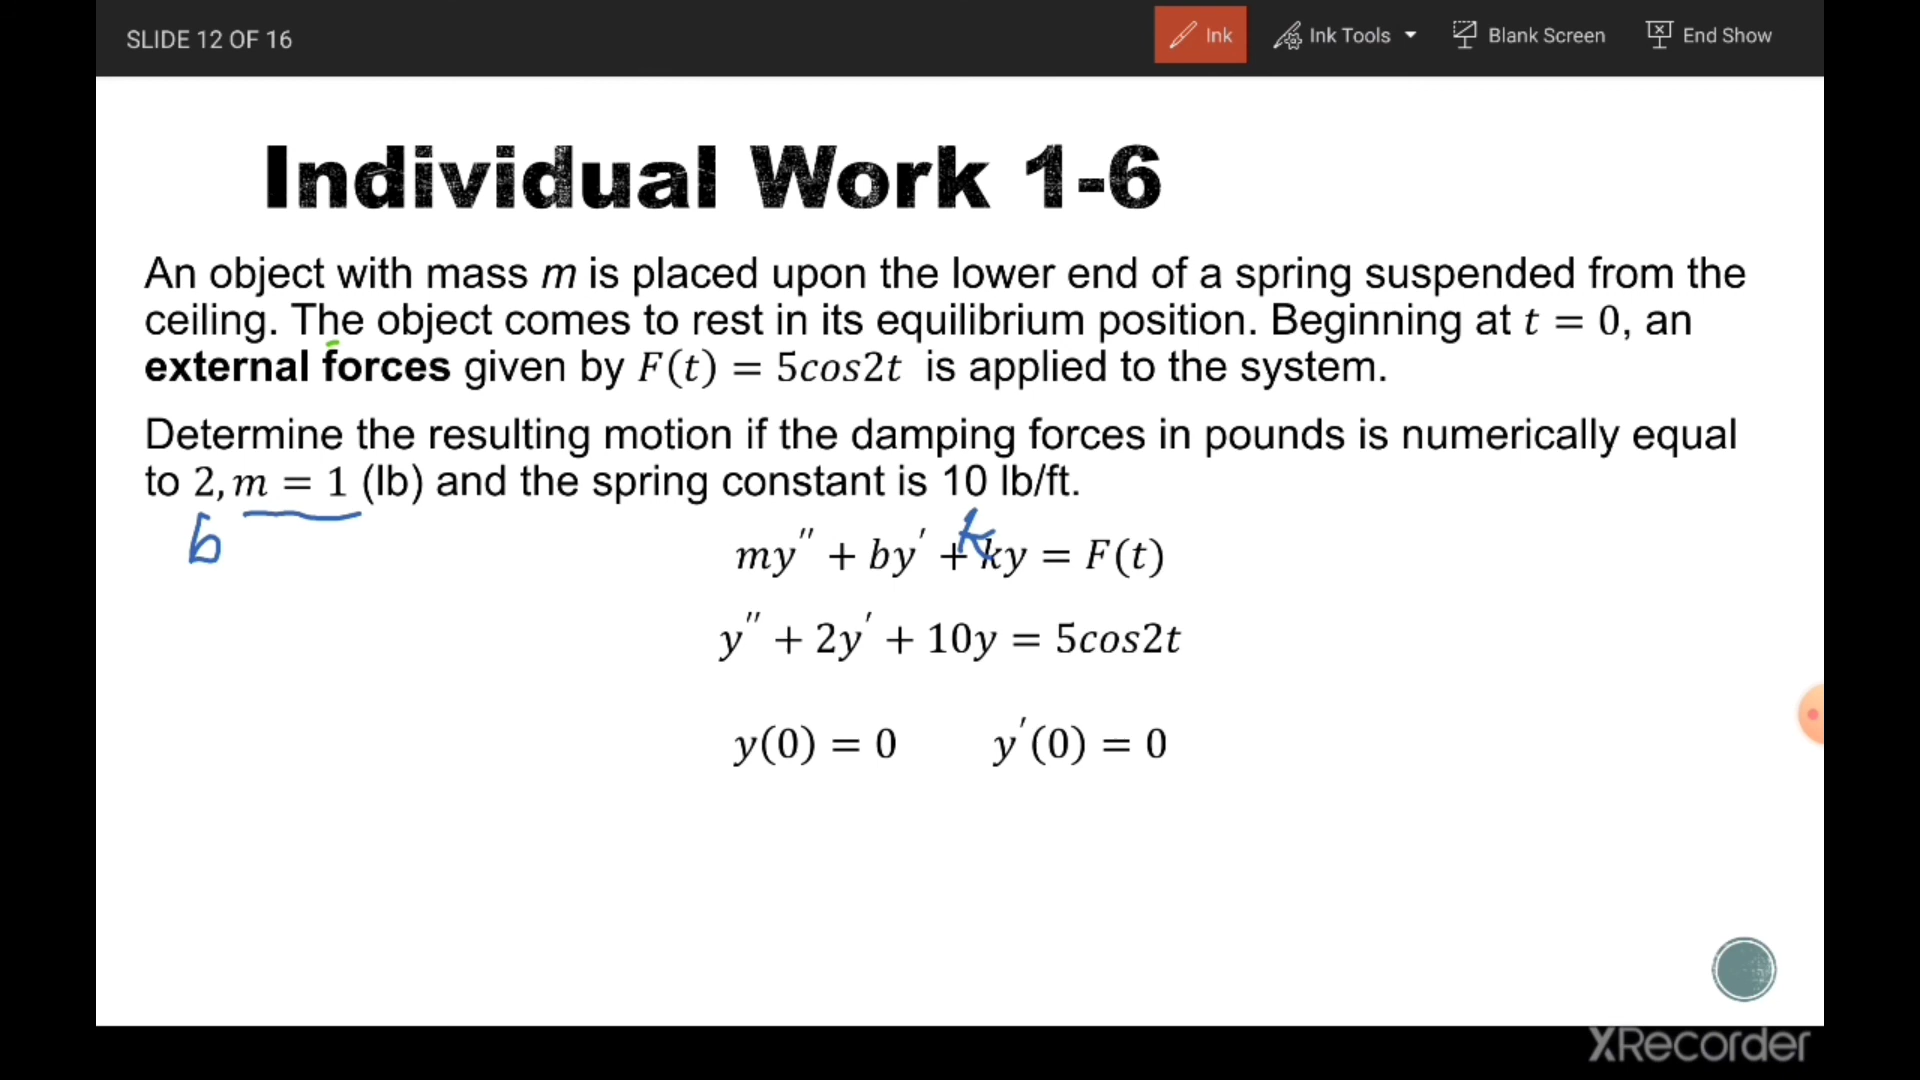 SLIDE 12 OF 16 Ink Ink Tools Blank Screen End Show
Individual Work 1-6
An object with mass m is placed upon the lower end of a spring suspended from the
ceiling. The object comes to rest in its equilibrium position. Beginning at t = 0, an
external forces given by F(t) = 5cos2t is applied to the system.
Determine the resulting motion if the damping forces in pounds is numerically equal
to 2, m = 1 (lb) and the spring constant is 10 lb/ft.
b k
my'' + by' + ky = F(t)
y'' + 2y' + 10y = 5cos2t
y(0) = 0 y'(0) = 0
XRecorder